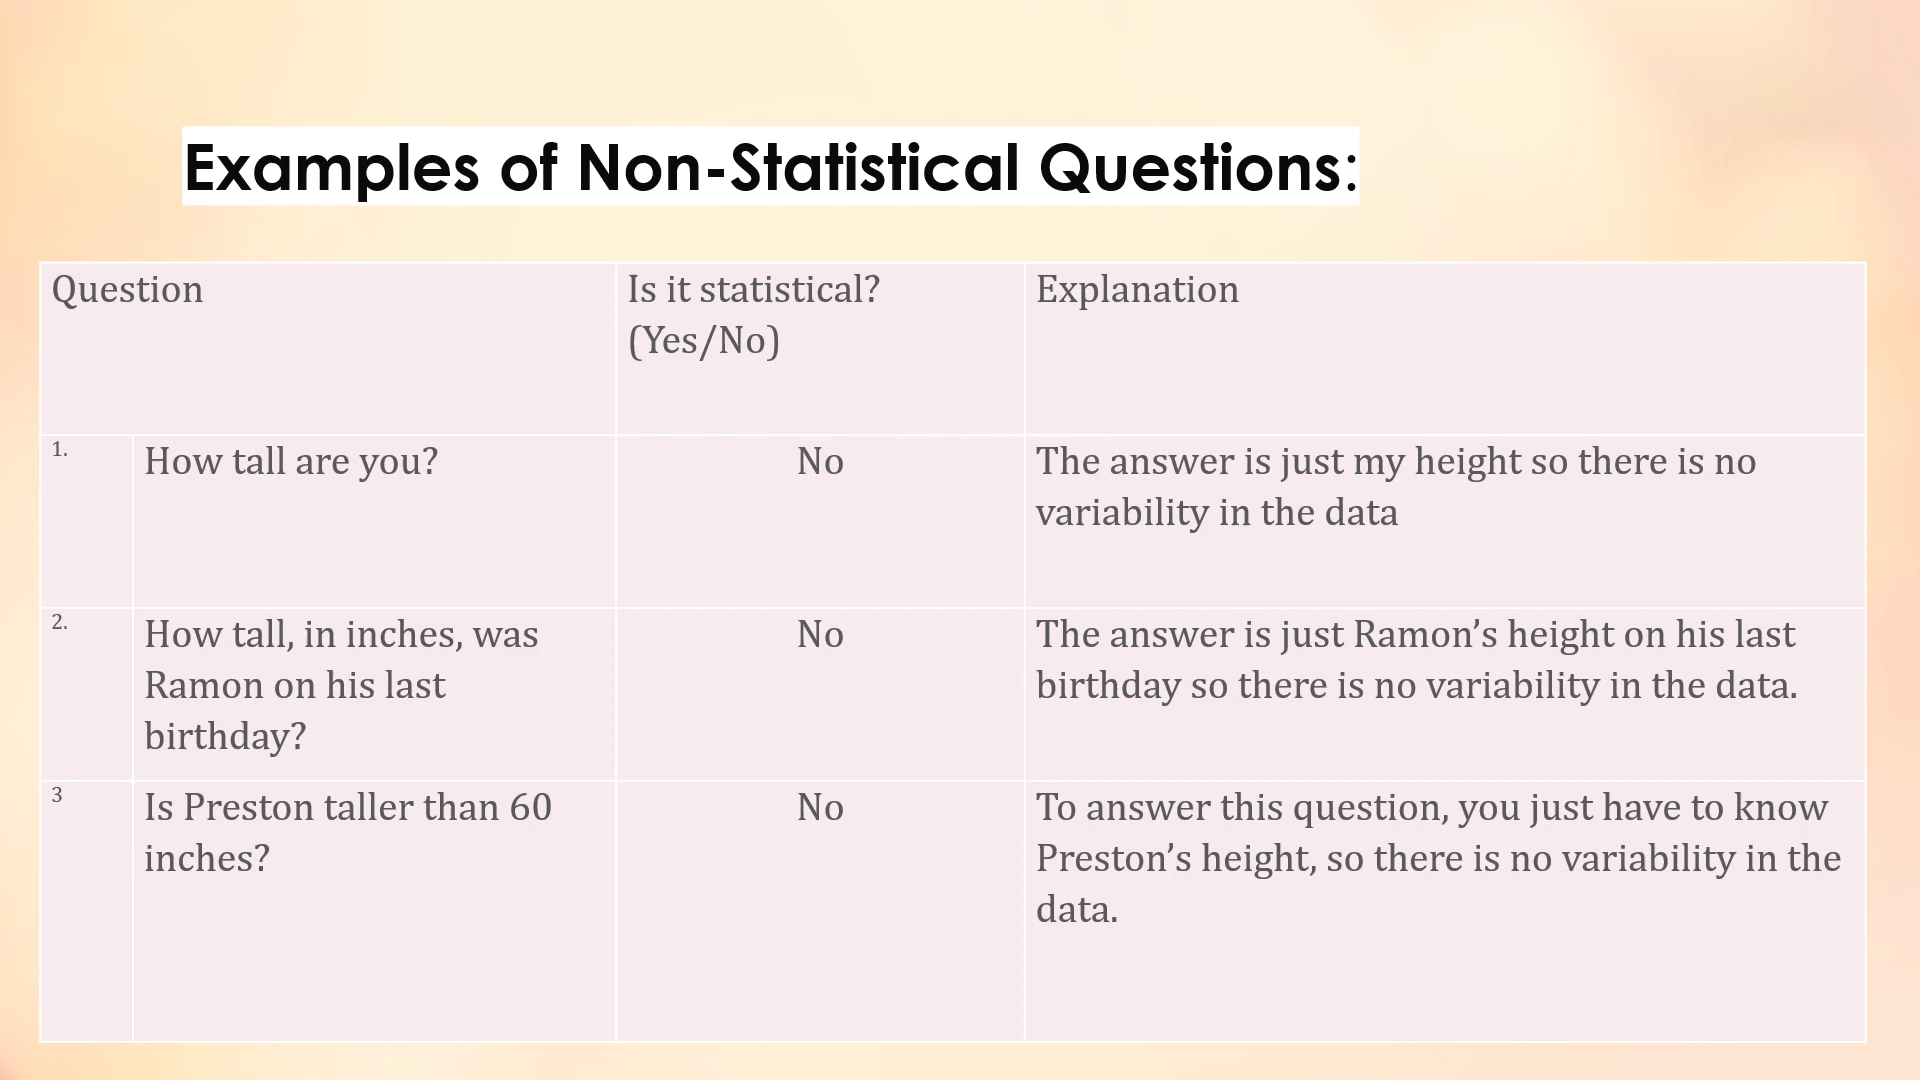 Examples of Non-Statistical Questions:
Question
Is it statistical?
(Yes/No)
Explanation
1.
How tall are you?
No
The answer is just my height so there is no
variability in the data
2.
How tall, in inches, was
Ramon on his last
birthday?
No
The answer is just Ramon’s height on his last
birthday so there is no variability in the data.
3
Is Preston taller than 60
inches?
No
To answer this question, you just have to know
Preston’s height, so there is no variability in the
data.